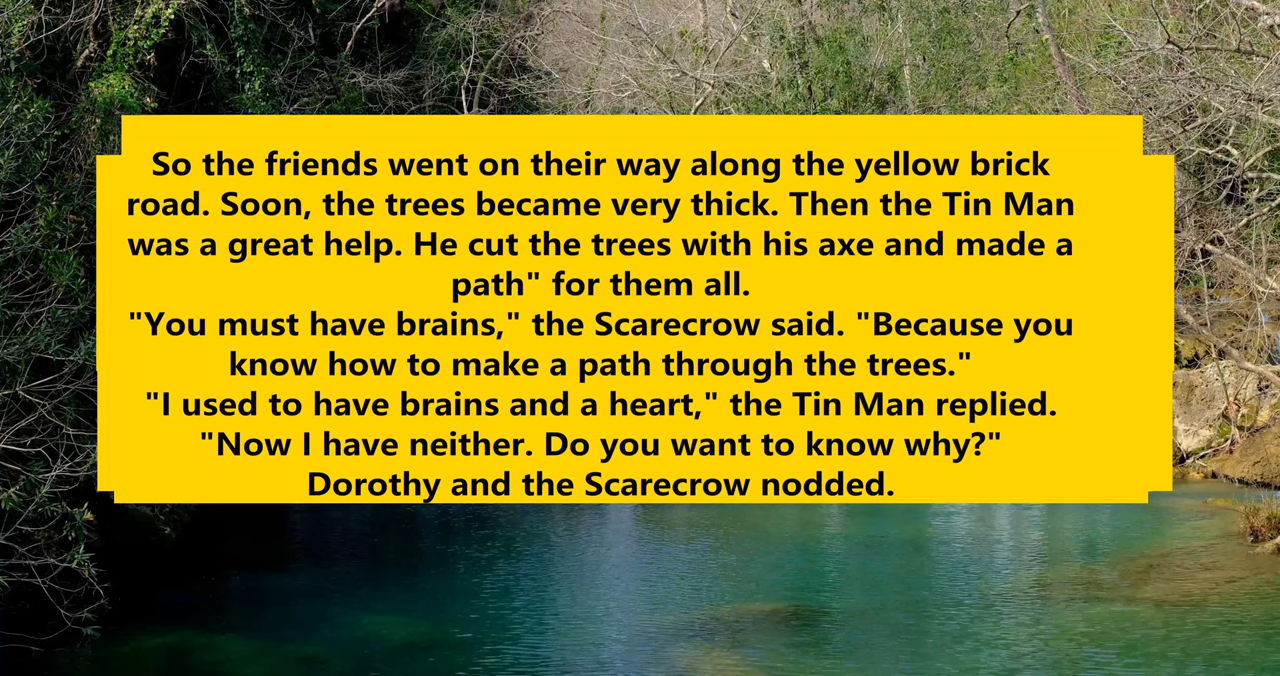 So the friends went on their way along the yellow brick
road. Soon, the trees became very thick. Then the Tin Man
was a great help. He cut the trees with his axe and made a
path" for them all.
"You must have brains," the Scarecrow said. "Because you
know how to make a path through the trees."
"I used to have brains and a heart," the Tin Man replied.
"Now I have neither. Do you want to know why?"
Dorothy and the Scarecrow nodded.